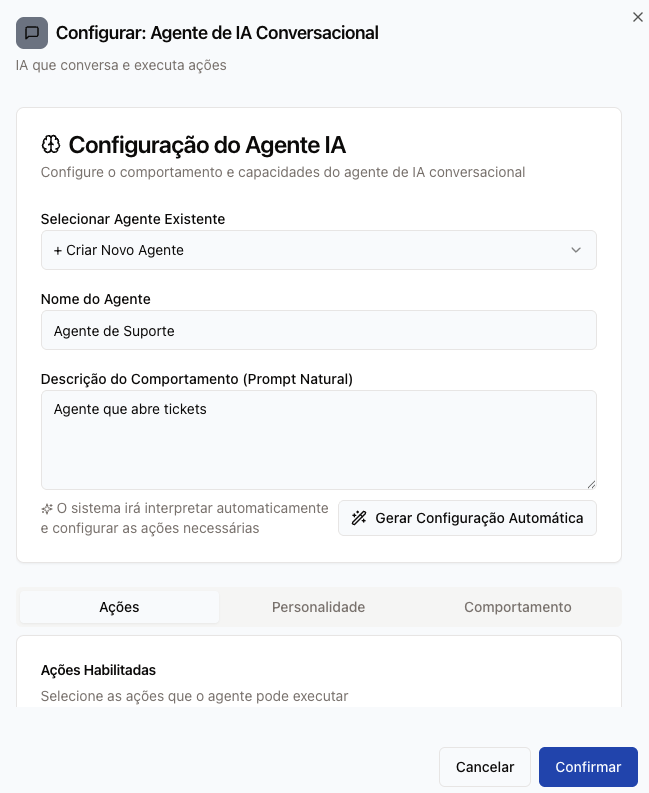 Configurar: Agente de IA Conversacional
IA que conversa e executa ações
Configuração do Agente IA
Configure o comportamento e capacidades do agente de IA conversacional
Selecionar Agente Existente
+ Criar Novo Agente
Nome do Agente
Agente de Suporte
Descrição do Comportamento (Prompt Natural)
Agente que abre tickets
O sistema irá interpretar automaticamente
e configurar as ações necessárias
Gerar Configuração Automática
Ações
Personalidade
Comportamento
Ações Habilitadas
Selecione as ações que o agente pode executar
Cancelar
Confirmar